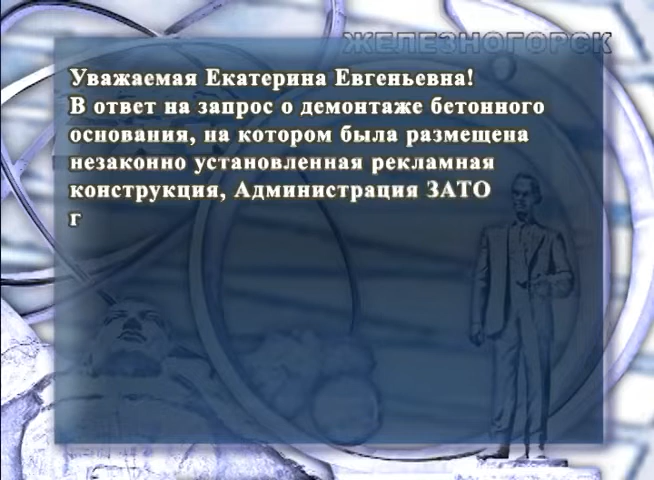 ЖЕЛЕЗНОГОРСК
Уважаемая Екатерина Евгеньевна!
В ответ на запрос о демонтаже бетонного
основания, на котором была размещена
незаконно установленная рекламная
конструкция, Администрация ЗАТО
г